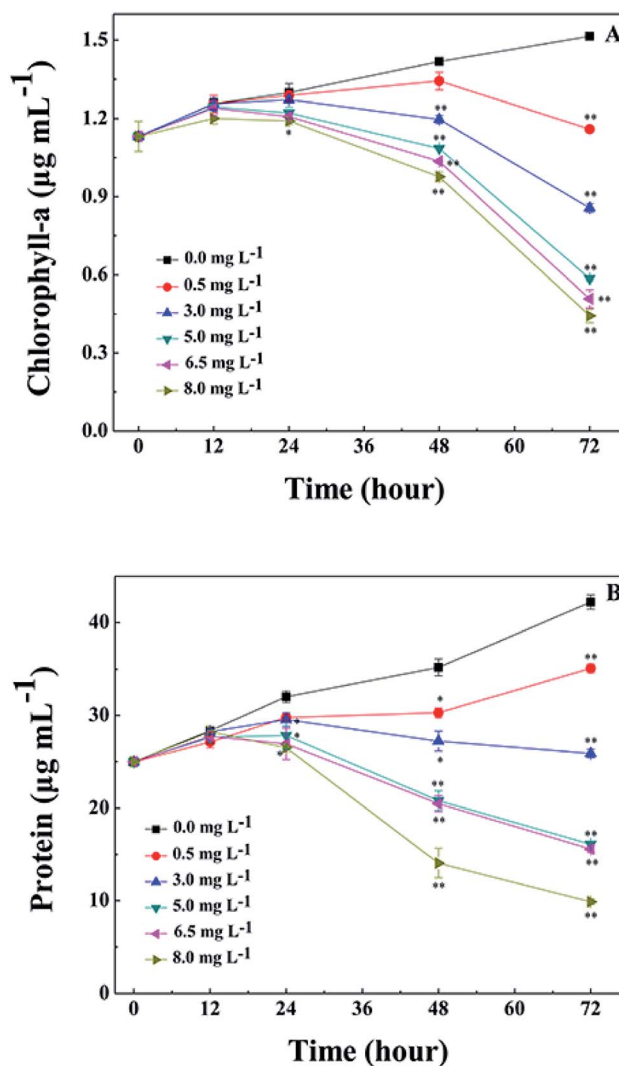 A
Chlorophyll-a (µg mL⁻¹)
1.5
1.2
0.9
0.6
0.3
0.0
** 
** **
* ** **
** **
** **
**
0.0 mg L⁻¹
0.5 mg L⁻¹
3.0 mg L⁻¹
5.0 mg L⁻¹
6.5 mg L⁻¹
8.0 mg L⁻¹
0 12 24 36 48 60 72
Time (hour)
B
Protein (µg mL⁻¹)
40
30
20
10
0
**
*
* **
* *
* **
** **
** **
**
0.0 mg L⁻¹
0.5 mg L⁻¹
3.0 mg L⁻¹
5.0 mg L⁻¹
6.5 mg L⁻¹
8.0 mg L⁻¹
0 12 24 36 48 60 72
Time (hour)